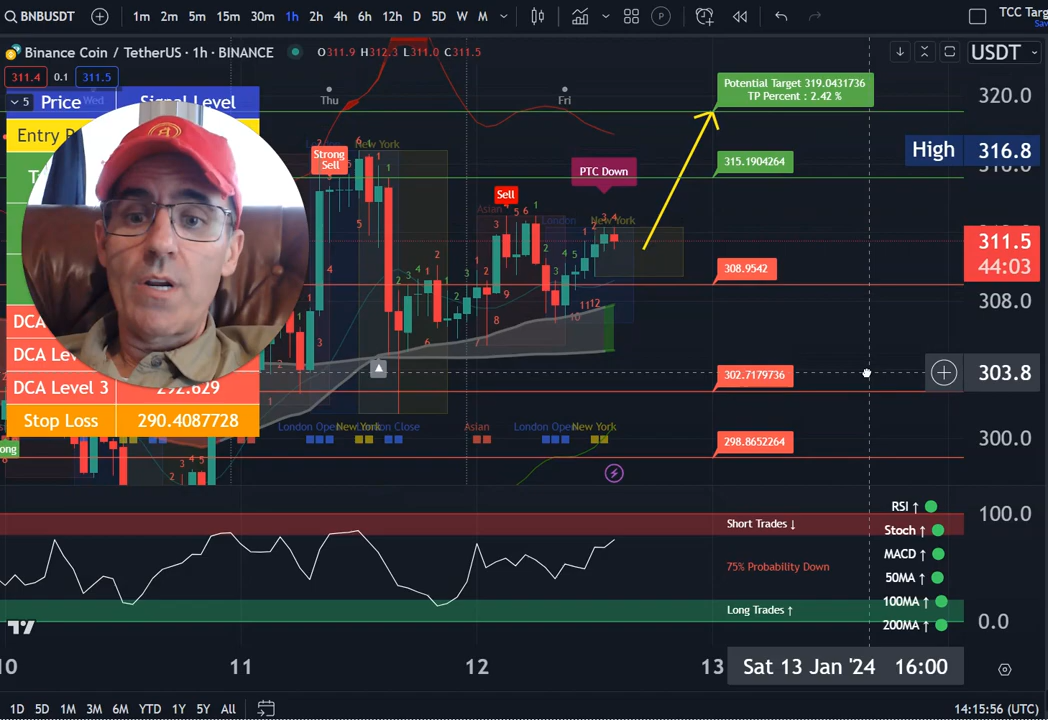 BNBUSDT 1m 2m 5m 15m 30m 1h 2h 4h 6h 12h D 5D W M P TCC Targ
Sav
Binance Coin / TetherUS · 1h · BINANCE O311.9 H312.3 L311.0 C311.5 USDT
311.4 0.1 311.5
Potential Target 319.0431736
TP Percent : 2.42 %
Wed Thu Fri
5 Price Signal Level
320.0
Entry
Strong
Sell
New York
High 316.8
315.1904264
PTC Down
Sell
Asian London New York
311.5
44:03
308.9542
308.0
DCA
DCA Le
302.7179736
303.8
DCA Level 3 292.629
Stop Loss 290.4087728
London Open New York London Close Asian London Open New York
298.8652264
300.0
ong
RSI ↑
100.0
Short Trades ↓
Stoch ↑
MACD ↑
75% Probability Down
50MA ↑
100MA ↑
Long Trades ↑
0.0
200MA ↑
10 11 12 13 Sat 13 Jan '24 16:00
1D 5D 1M 3M 6M YTD 1Y 5Y All 14:15:56 (UTC)